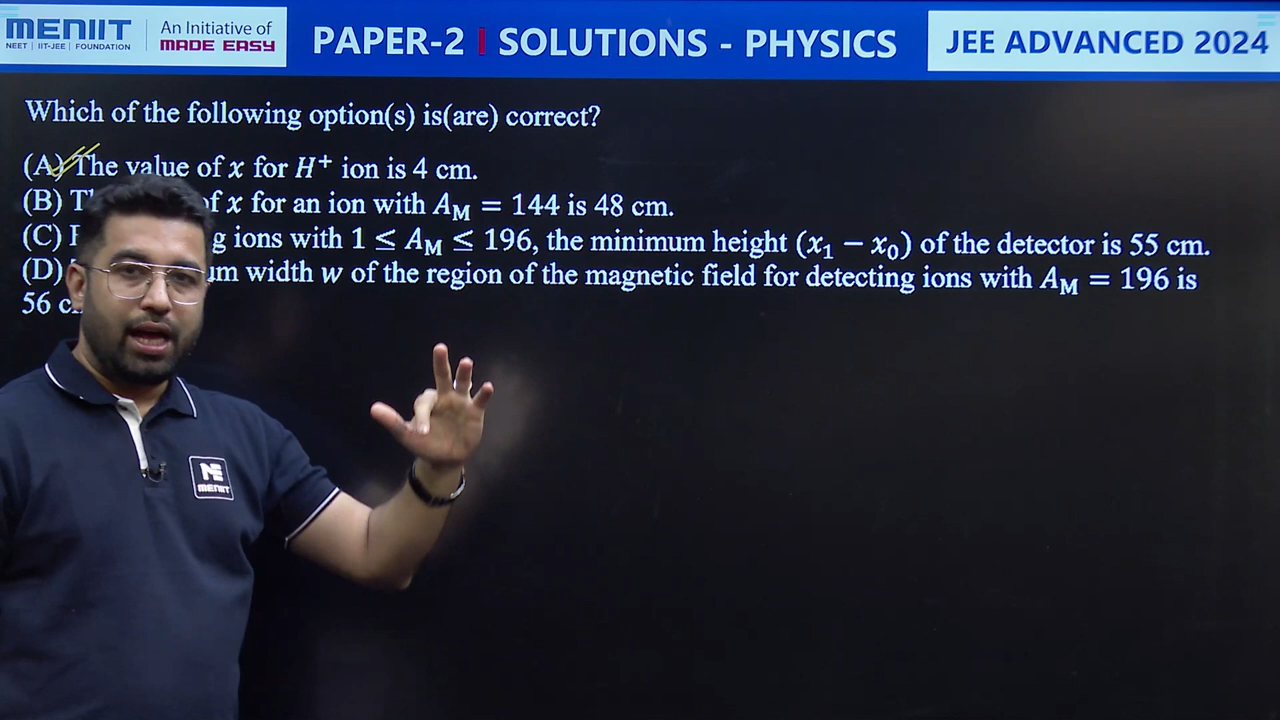 MENIIT
NEET | IIT-JEE | FOUNDATION
An Initiative of
MADE EASY
PAPER-2 | SOLUTIONS - PHYSICS
JEE ADVANCED 2024
Which of the following option(s) is(are) correct?
(A) The value of x for H⁺ ion is 4 cm.
(B) of x for an ion with A_M = 144 is 48 cm.
(C) ions with 1 ≤ A_M ≤ 196, the minimum height (x₁ − x₀) of the detector is 55 cm.
(D) width w of the region of the magnetic field for detecting ions with A_M = 196 is
56
MENIIT